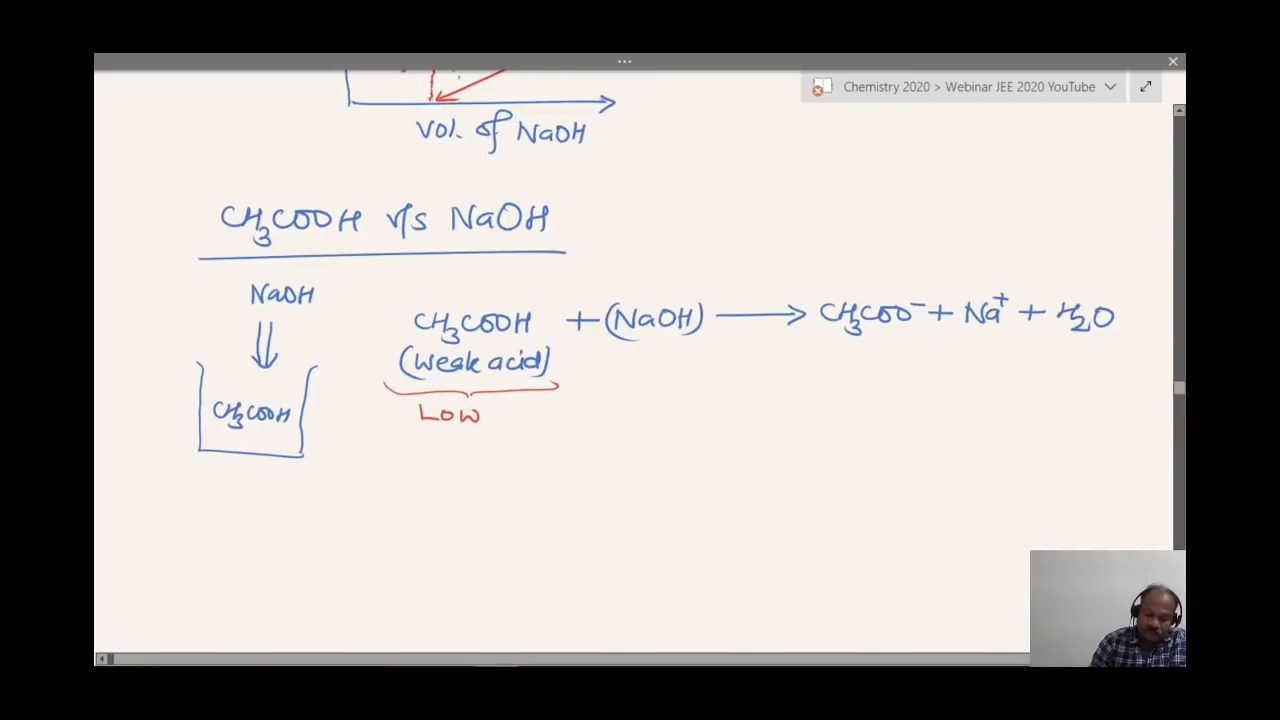 Chemistry 2020 > Webinar JEE 2020 YouTube
Vol. of NaOH
CH3COOH v/s NaOH
NaOH
CH3COOH + (NaOH) ⟶ CH3COO⁻ + Na⁺ + H2O
(weak acid)
CH3COOH
Low